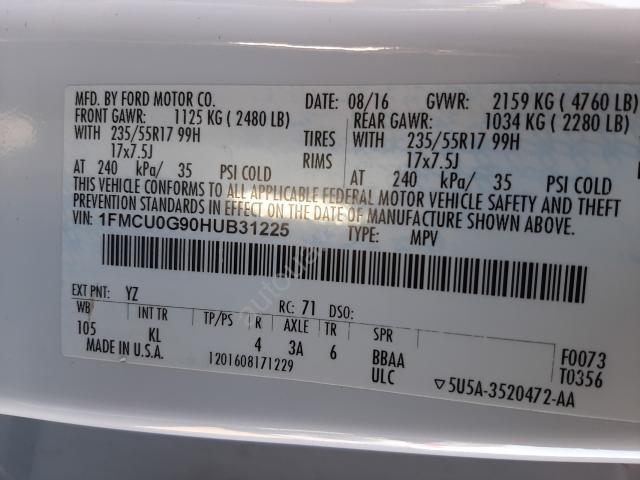 MFD. BY FORD MOTOR CO. DATE: 08/16 GVWR: 2159 KG ( 4760 LB)
FRONT GAWR: 1125 KG ( 2480 LB) REAR GAWR: 1034 KG ( 2280 LB)
WITH 235/55R17 99H TIRES WITH 235/55R17 99H
17x7.5J RIMS 17x7.5J
AT 240 kPa/ 35 PSI COLD AT 240 kPa/ 35 PSI COLD
THIS VEHICLE CONFORMS TO ALL APPLICABLE FEDERAL MOTOR VEHICLE SAFETY AND THEFT
PREVENTION STANDARDS IN EFFECT ON THE DATE OF MANUFACTURE SHOWN ABOVE.
VIN: 1FMCU0G90HUB31225 TYPE: MPV
EXT PNT: YZ RC: 71 DSO:
WB INT TR TP/PS R AXLE TR SPR
105 KL 4 3A 6 BBAA F0073
MADE IN U.S.A. 1201608171229 ULC T0356
▽5U5A-3520472-AA